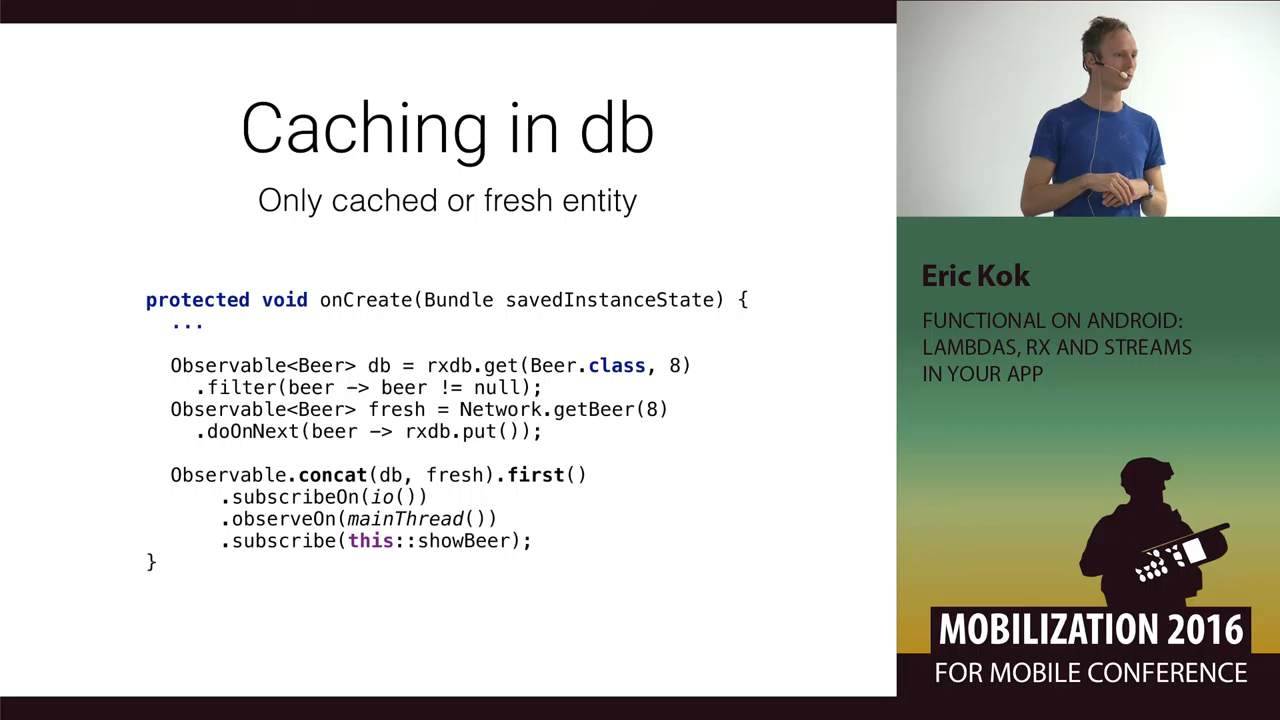 Caching in db
Only cached or fresh entity
protected void onCreate(Bundle savedInstanceState) {
...
Observable<Beer> db = rxdb.get(Beer.class, 8)
.filter(beer -> beer != null);
Observable<Beer> fresh = Network.getBeer(8)
.doOnNext(beer -> rxdb.put());
Observable.concat(db, fresh).first()
.subscribeOn(io())
.observeOn(mainThread())
.subscribe(this::showBeer);
}
Eric Kok
FUNCTIONAL ON ANDROID:
LAMBDAS, RX AND STREAMS
IN YOUR APP
MOBILIZATION 2016
FOR MOBILE CONFERENCE